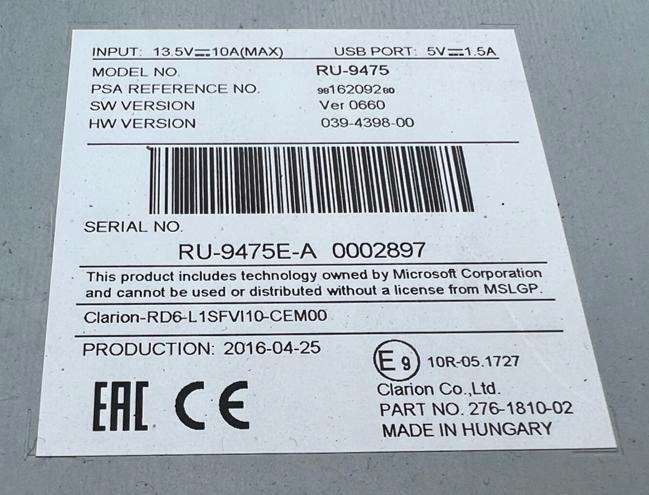 INPUT: 13.5V⎓10A(MAX) USB PORT: 5V⎓1.5A
MODEL NO. RU-9475
PSA REFERENCE NO. 9816209280
SW VERSION Ver 0660
HW VERSION 039-4398-00
SERIAL NO.
RU-9475E-A 0002897
This product includes technology owned by Microsoft Corporation
and cannot be used or distributed without a license from MSLGP.
Clarion-RD6-L1SFVI10-CEM00
PRODUCTION: 2016-04-25
E9 10R-05.1727
EAC CE
Clarion Co.,Ltd.
PART NO. 276-1810-02
MADE IN HUNGARY